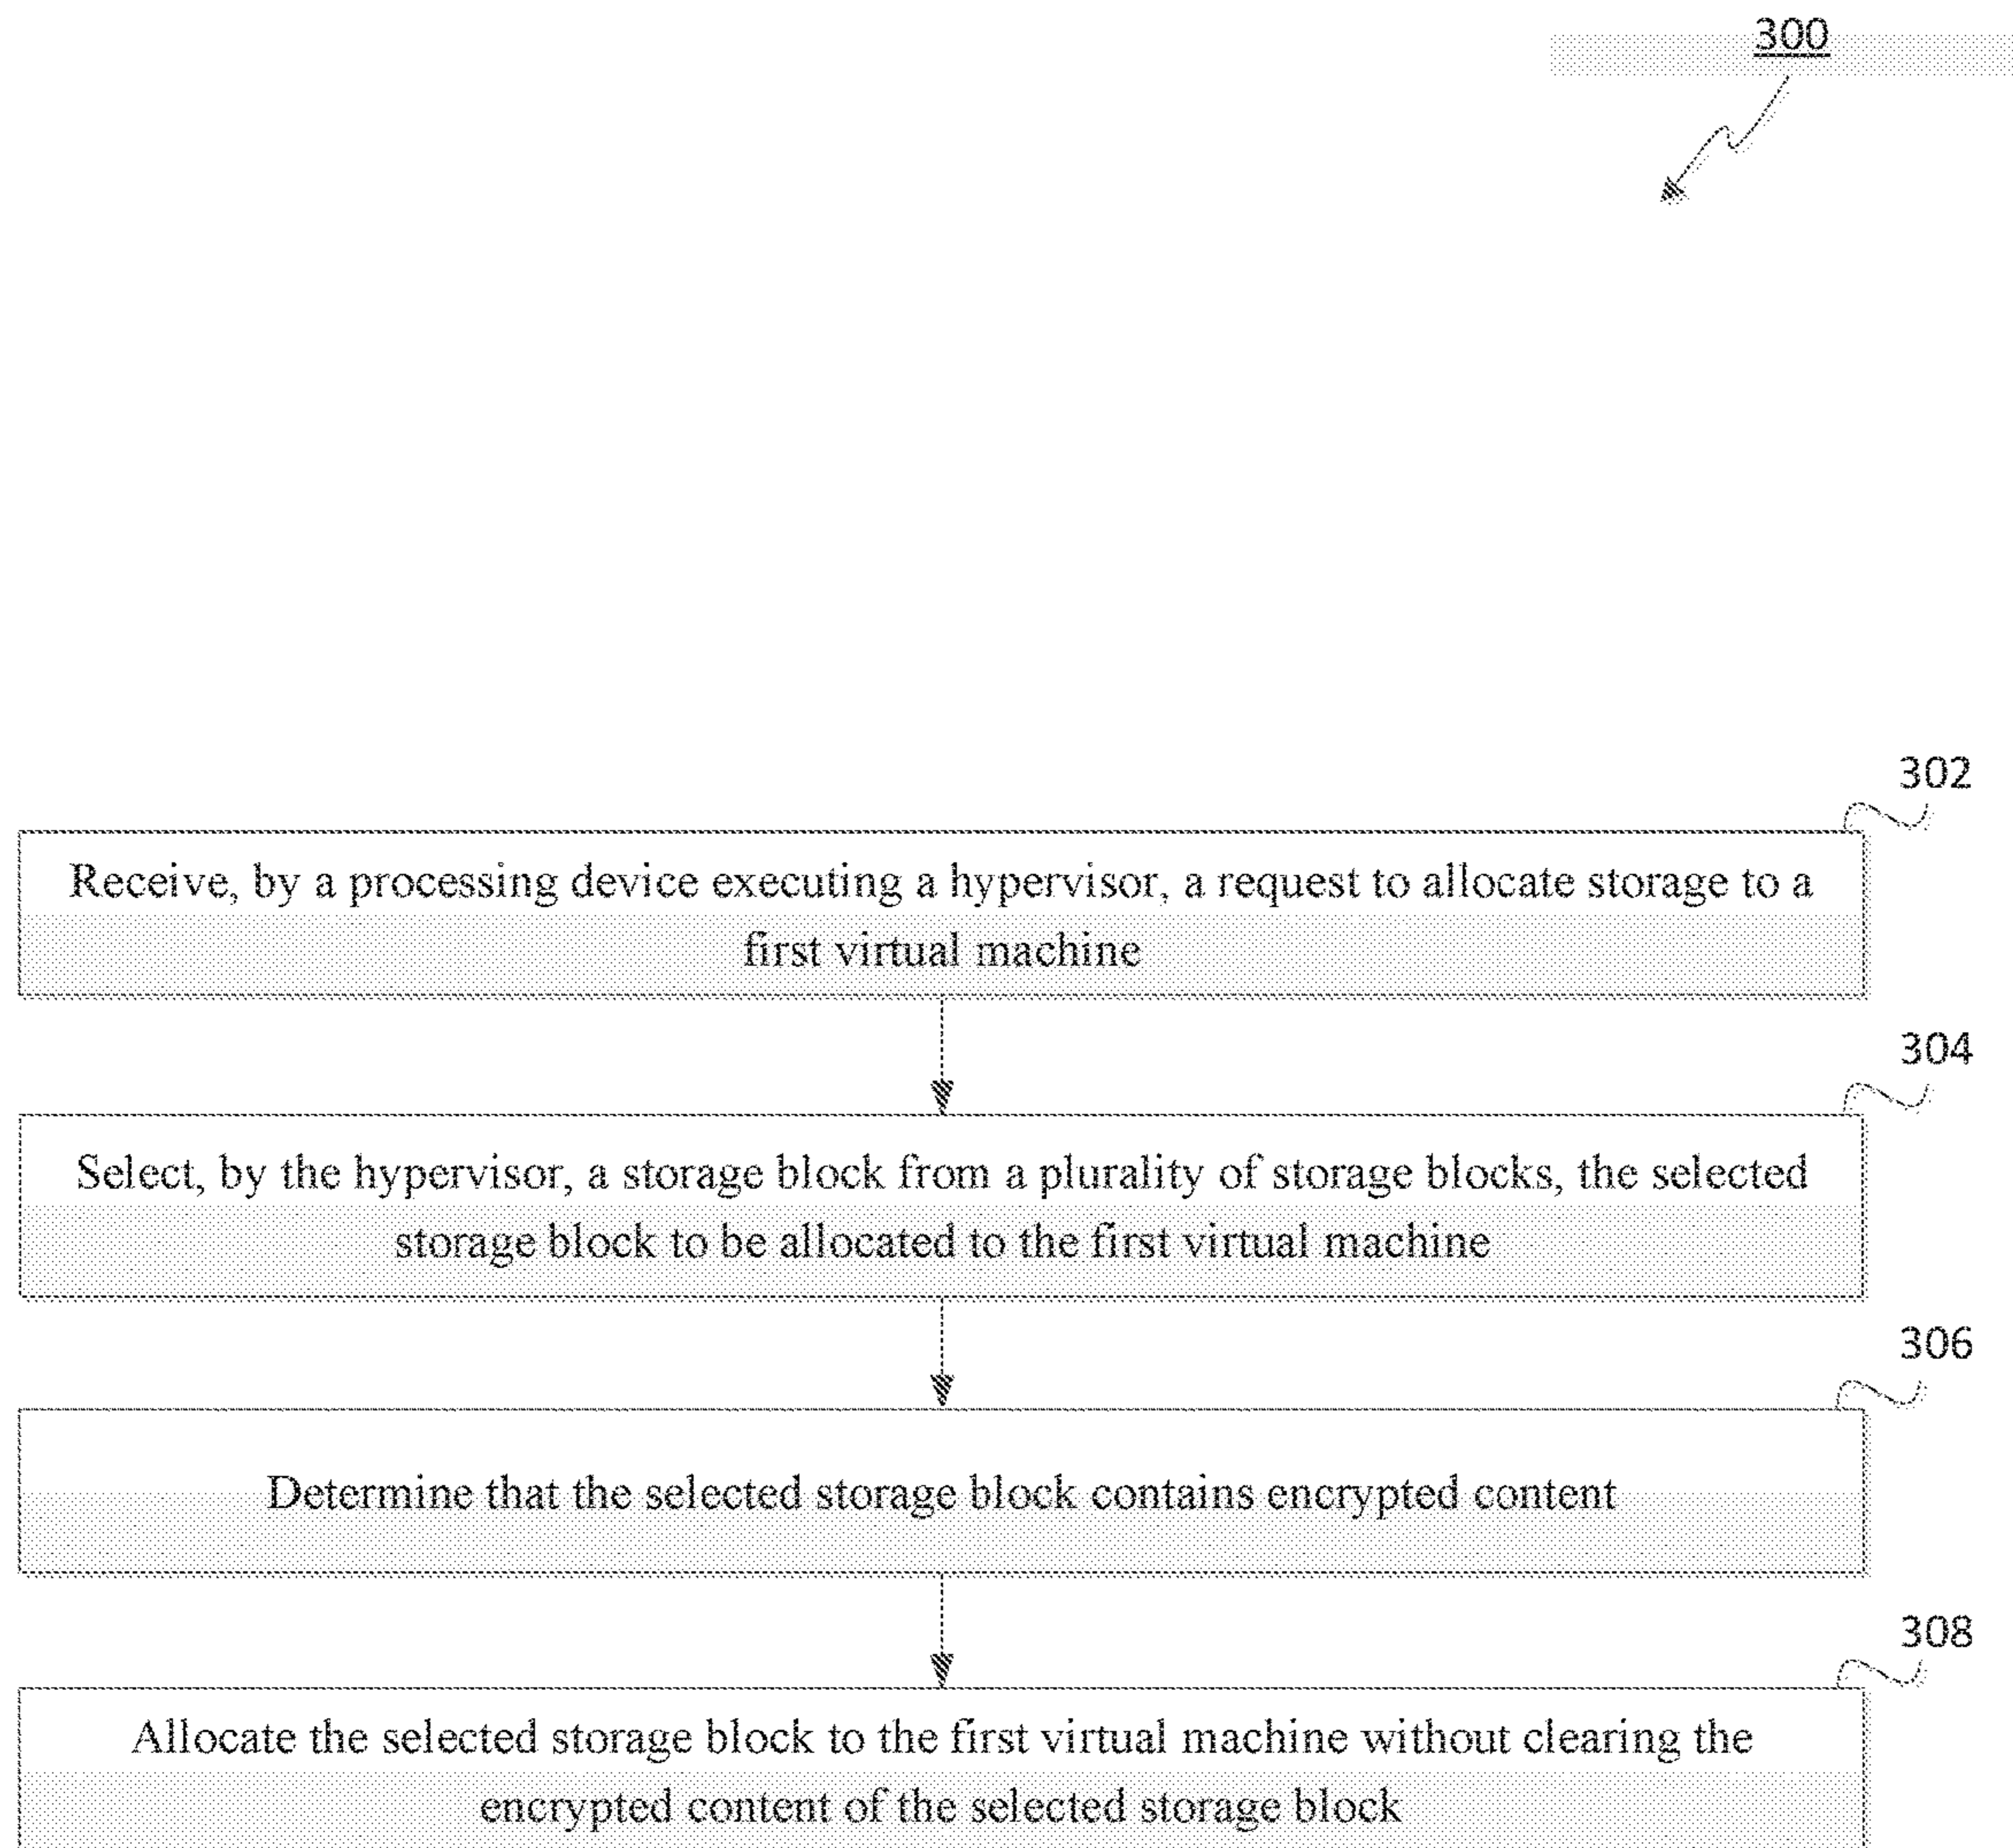 300
302
Receive, by a processing device executing a hypervisor, a request to allocate storage to a
first virtual machine
304
Select, by the hypervisor, a storage block from a plurality of storage blocks, the selected
storage block to be allocated to the first virtual machine
306
Determine that the selected storage block contains encrypted content
308
Allocate the selected storage block to the first virtual machine without clearing the
encrypted content of the selected storage block